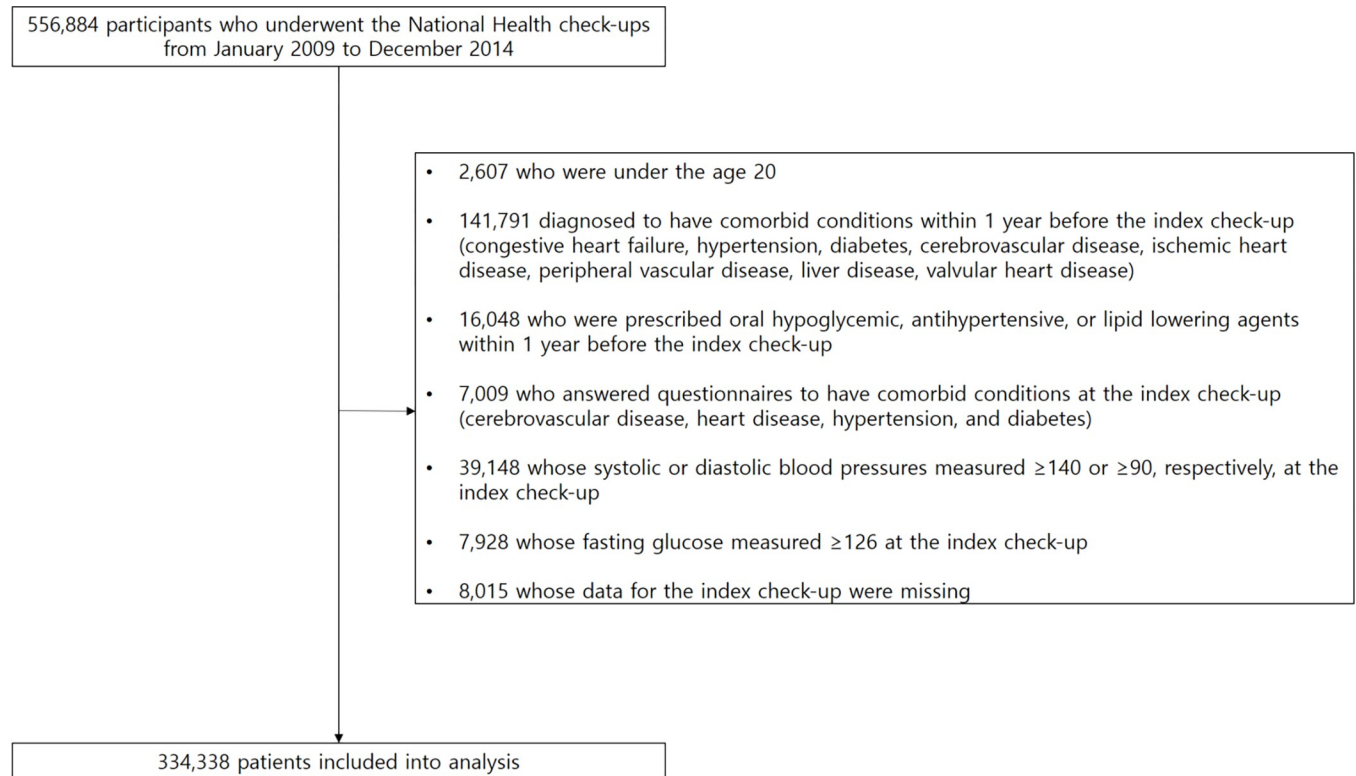 556,884 participants who underwent the National Health check-ups
from January 2009 to December 2014
• 2,607 who were under the age 20
• 141,791 diagnosed to have comorbid conditions within 1 year before the index check-up
(congestive heart failure, hypertension, diabetes, cerebrovascular disease, ischemic heart
disease, peripheral vascular disease, liver disease, valvular heart disease)
• 16,048 who were prescribed oral hypoglycemic, antihypertensive, or lipid lowering agents
within 1 year before the index check-up
• 7,009 who answered questionnaires to have comorbid conditions at the index check-up
(cerebrovascular disease, heart disease, hypertension, and diabetes)
• 39,148 whose systolic or diastolic blood pressures measured ≥140 or ≥90, respectively, at the
index check-up
• 7,928 whose fasting glucose measured ≥126 at the index check-up
• 8,015 whose data for the index check-up were missing
334,338 patients included into analysis